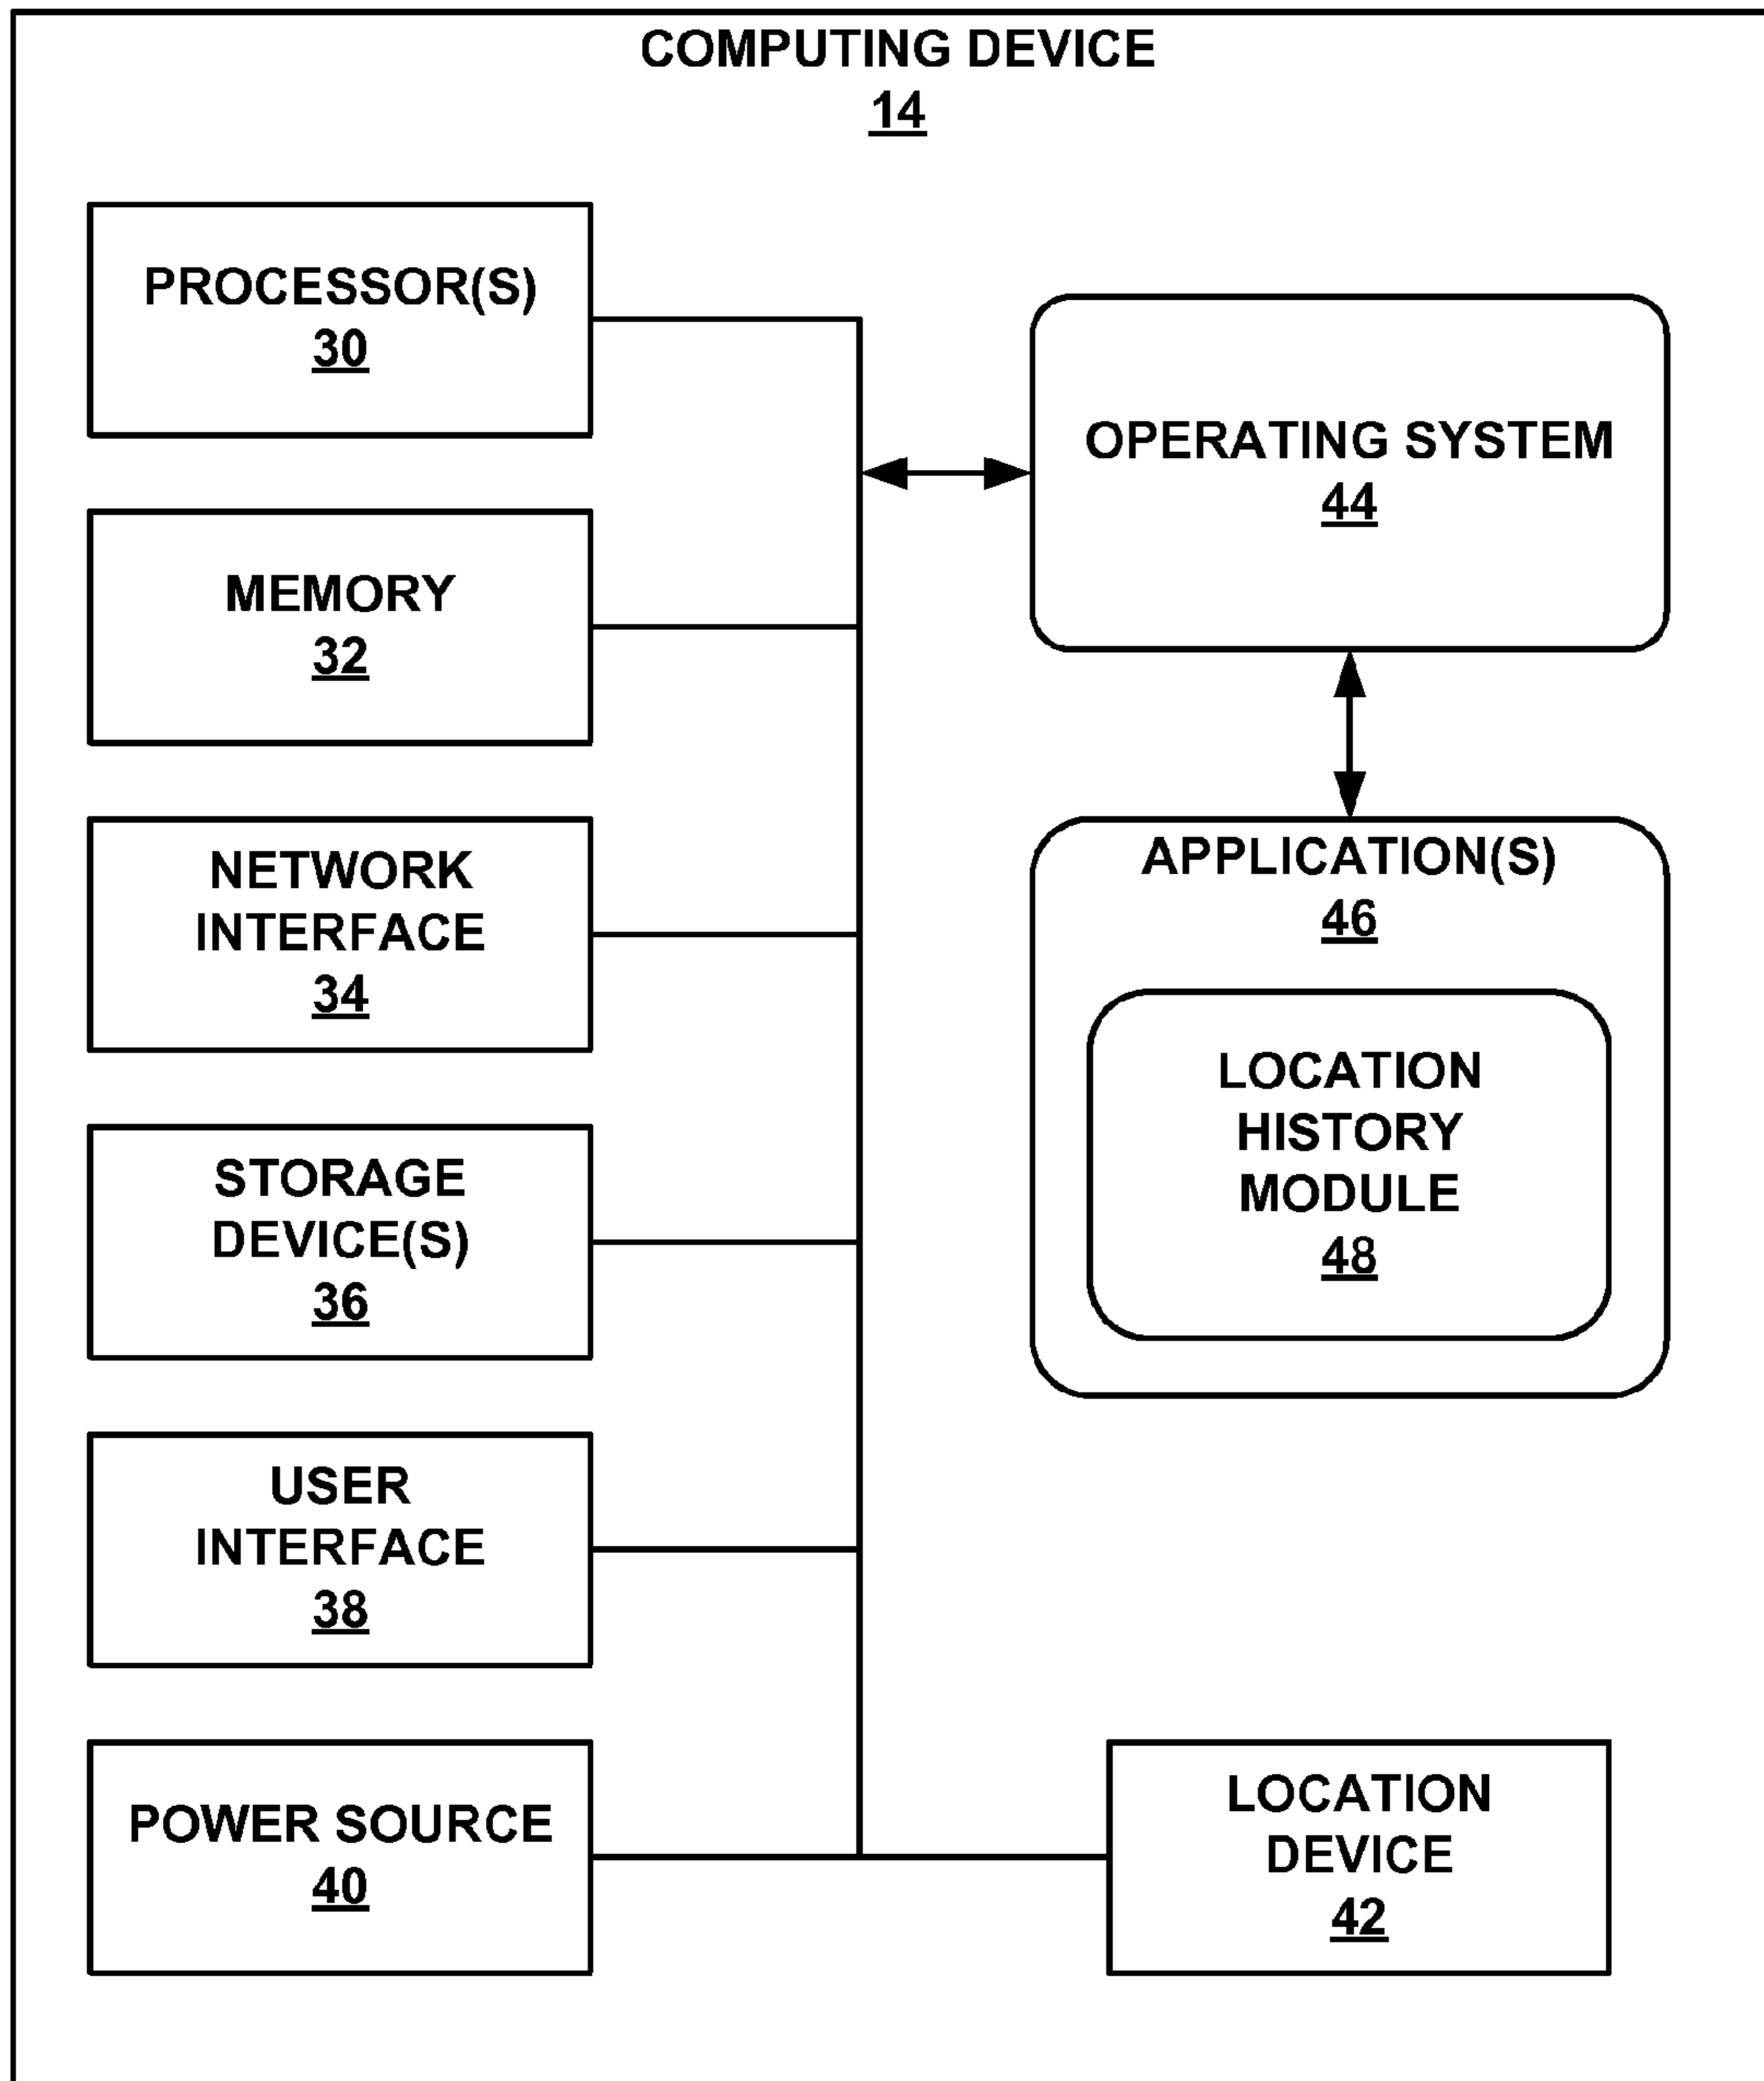 COMPUTING DEVICE
14
PROCESSOR(S)
30
MEMORY
32
NETWORK
INTERFACE
34
STORAGE
DEVICE(S)
36
USER
INTERFACE
38
POWER SOURCE
40
OPERATING SYSTEM
44
APPLICATION(S)
46
LOCATION
HISTORY
MODULE
48
LOCATION
DEVICE
42